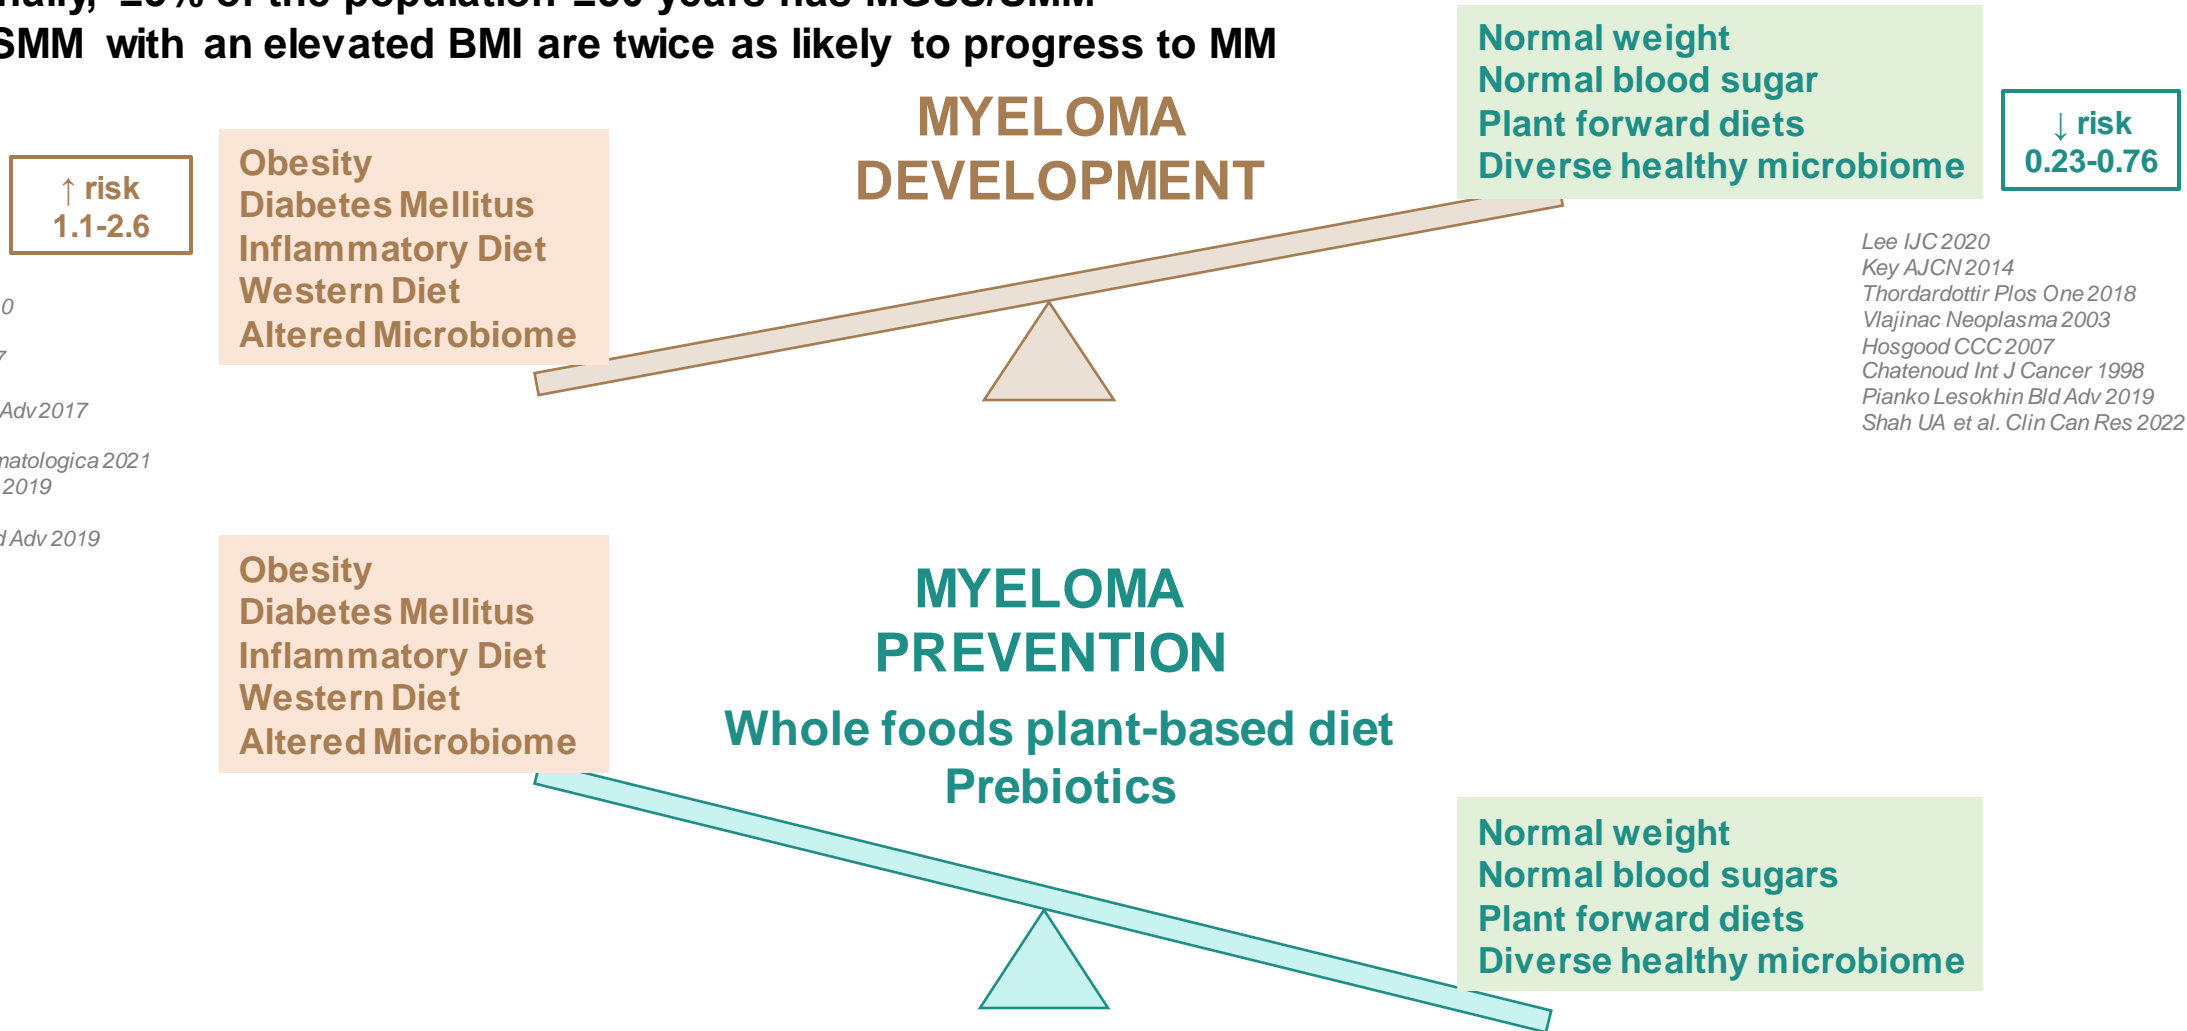 SMM with an elevated BMI are twice as likely to progress to MM
MYELOMA
DEVELOPMENT
↑ risk
1.1-2.6
Obesity
Diabetes Mellitus
Inflammatory Diet
Western Diet
Altered Microbiome
Normal weight
Normal blood sugar
Plant forward diets
Diverse healthy microbiome
↓ risk
0.23-0.76
0
7
Adv 2017
matologica 2021
2019
d Adv 2019
Lee IJC 2020
Key AJCN 2014
Thordardottir Plos One 2018
Vlajinac Neoplasma 2003
Hosgood CCC 2007
Chatenoud Int J Cancer 1998
Pianko Lesokhin Bld Adv 2019
Shah UA et al. Clin Can Res 2022
Obesity
Diabetes Mellitus
Inflammatory Diet
Western Diet
Altered Microbiome
MYELOMA
PREVENTION
Whole foods plant-based diet
Prebiotics
Normal weight
Normal blood sugars
Plant forward diets
Diverse healthy microbiome